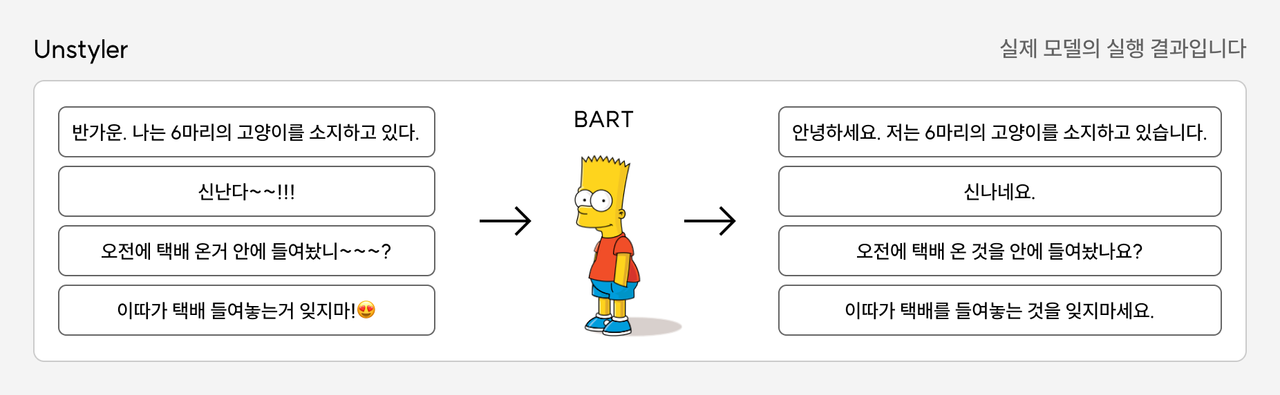 Unstyler
실제 모델의 실행 결과입니다
반가운. 나는 6마리의 고양이를 소지하고 있다.
신난다~~!!!
오전에 택배 온거 안에 들여놨니~~~?
이따가 택배 들여놓는거 잊지마!😍
BART
안녕하세요. 저는 6마리의 고양이를 소지하고 있습니다.
신나네요.
오전에 택배 온 것을 안에 들여놨나요?
이따가 택배를 들여놓는 것을 잊지마세요.